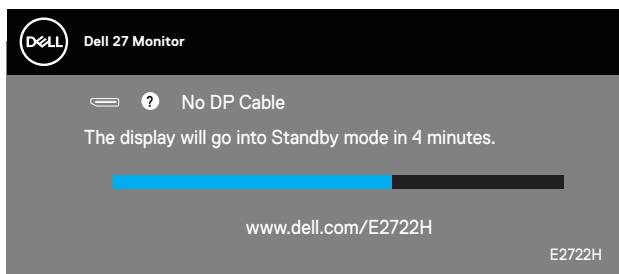 DELL
Dell 27 Monitor
? No DP Cable
The display will go into Standby mode in 4 minutes.
www.dell.com/E2722H
E2722H